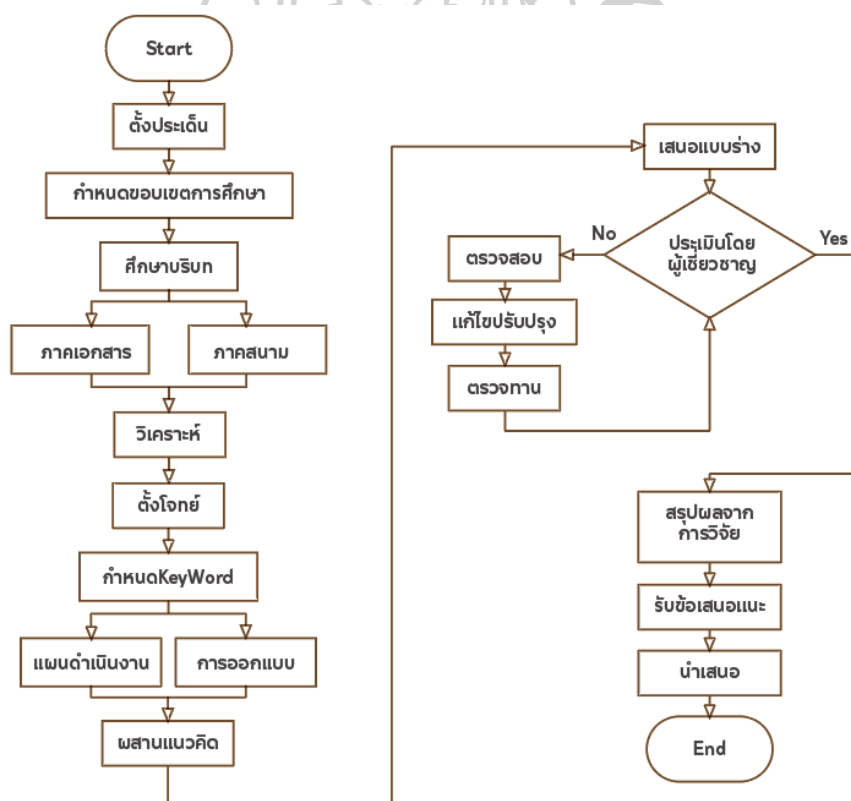 Start
ตั้งประเด็น
กำหนดขอบเขตการศึกษา
ศึกษาบริบท
ภาคเอกสาร
ภาคสนาม
วิเคราะห์
ตั้งโจทย์
กำหนดKeyWord
แผนดำเนินงาน
การออกแบบ
ผสานแนวคิด
เสนอแบบร่าง
ประเมินโดย
ผู้เชี่ยวชาญ
No
Yes
ตรวจสอบ
แก้ไขปรับปรุง
ตรวจทาน
สรุปผลจาก
การวิจัย
รับข้อเสนอแนะ
นำเสนอ
End